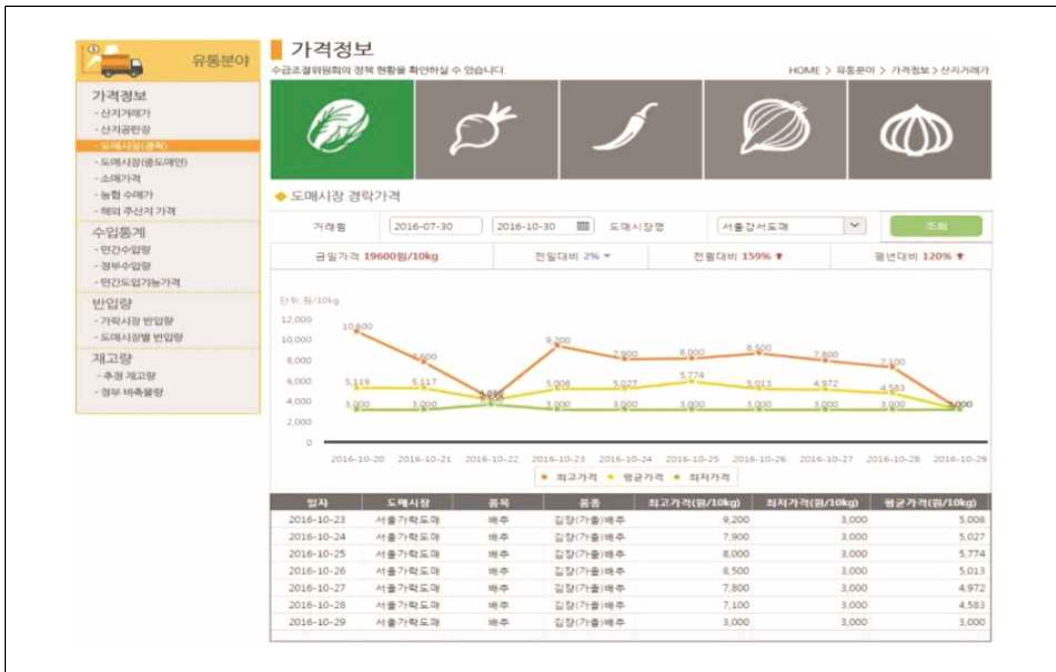 유통분야
가격정보
- 산지거래가
- 산지공판장
- 도매시장(경락)
- 도매시장(중도매인)
- 소매가격
- 농협 수매가
- 해외 주산지 가격
수입통계
- 민간수입량
- 정부수입량
- 민간도입가능가격
반입량
- 가락시장 반입량
- 도매시장별 반입량
재고량
- 추정 재고량
- 정부 비축물량
가격정보
수급조절위원회의 정책 현황을 확인하실 수 있습니다.
HOME > 유통분야 > 가격정보 > 산지거래가
도매시장 경락가격
거래월 2016-07-30 2016-10-30 도매시장명 서울강서도매 조회
금일가격 19600원/10kg 전일대비 2% 전월대비 159% 평년대비 120%
단위:원/10kg
12,000
10,000
8,000
6,000
4,000
2,000
0
10,800 9,200 7,900 8,000 8,500 7,800 7,100
5,119 5,117 5,008 5,027 5,774 5,013 4,972 4,583
3,000 3,000 3,000 3,000 3,000 3,000 3,000 3,000 3,000
2016-10-20 2016-10-21 2016-10-22 2016-10-23 2016-10-24 2016-10-25 2016-10-26 2016-10-27 2016-10-28 2016-10-29
최고가격 평균가격 최저가격
일자 도매시장 품목 품종 최고가격(원/10kg) 최저가격(원/10kg) 평균가격(원/10kg)
2016-10-23 서울가락도매 배추 김장(가을)배추 9,200 3,000 5,008
2016-10-24 서울가락도매 배추 김장(가을)배추 7,900 3,000 5,027
2016-10-25 서울가락도매 배추 김장(가을)배추 8,000 3,000 5,774
2016-10-26 서울가락도매 배추 김장(가을)배추 8,500 3,000 5,013
2016-10-27 서울가락도매 배추 김장(가을)배추 7,800 3,000 4,972
2016-10-28 서울가락도매 배추 김장(가을)배추 7,100 3,000 4,583
2016-10-29 서울가락도매 배추 김장(가을)배추 3,000 3,000 3,000